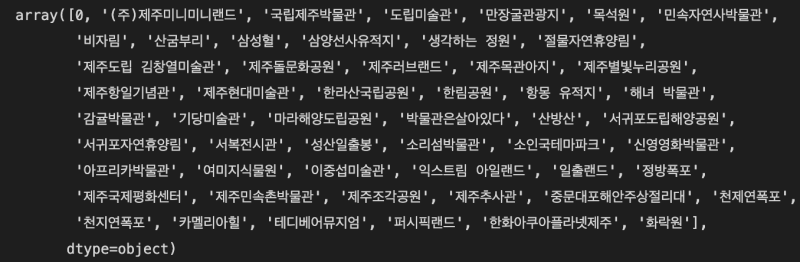 array([0, '(주)제주미니미니랜드', '국립제주박물관', '도립미술관', '만장굴관광지', '목석원', '민속자연사박물관',
'비자림', '산굼부리', '삼성혈', '삼양선사유적지', '생각하는 정원', '절물자연휴양림',
'제주도립 김창열미술관', '제주돌문화공원', '제주러브랜드', '제주목관아지', '제주별빛누리공원',
'제주항일기념관', '제주현대미술관', '한라산국립공원', '한림공원', '항몽 유적지', '해녀 박물관',
'감귤박물관', '기당미술관', '마라해양도립공원', '박물관은살아있다', '산방산', '서귀포도립해양공원',
'서귀포자연휴양림', '서복전시관', '성산일출봉', '소리섬박물관', '소인국테마파크', '신영영화박물관',
'아프리카박물관', '여미지식물원', '이중섭미술관', '익스트림 아일랜드', '일출랜드', '정방폭포',
'제주국제평화센터', '제주민속촌박물관', '제주조각공원', '제주추사관', '중문대포해안주상절리대', '천제연폭포',
'천지연폭포', '카멜리아힐', '테디베어뮤지엄', '퍼시픽랜드', '한화아쿠아플라넷제주', '화락원'],
dtype=object)